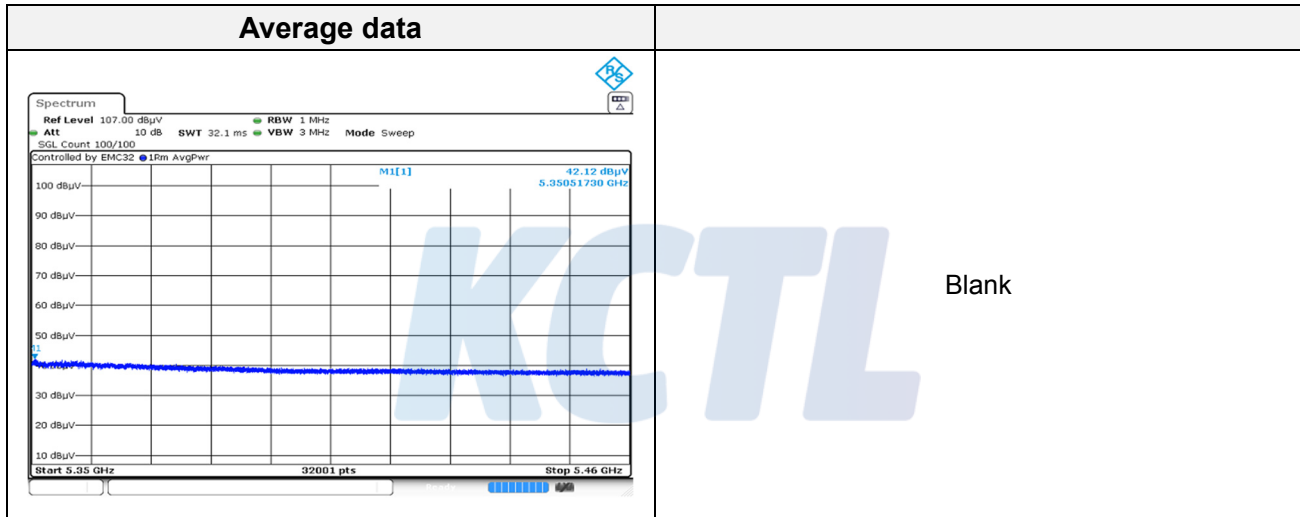 Average data
R&S
Spectrum
Ref Level 107.00 dBµV RBW 1 MHz
Att 10 dB SWT 32.1 ms VBW 3 MHz Mode Sweep
SGL Count 100/100
Controlled by EMC32 1Rm AvgPwr
M1[1] 42.12 dBµV
5.35051730 GHz
100 dBµV
90 dBµV
80 dBµV
70 dBµV
60 dBµV
50 dBµV
30 dBµV
20 dBµV
10 dBµV
Start 5.35 GHz 32001 pts Stop 5.46 GHz
Blank
KCTL